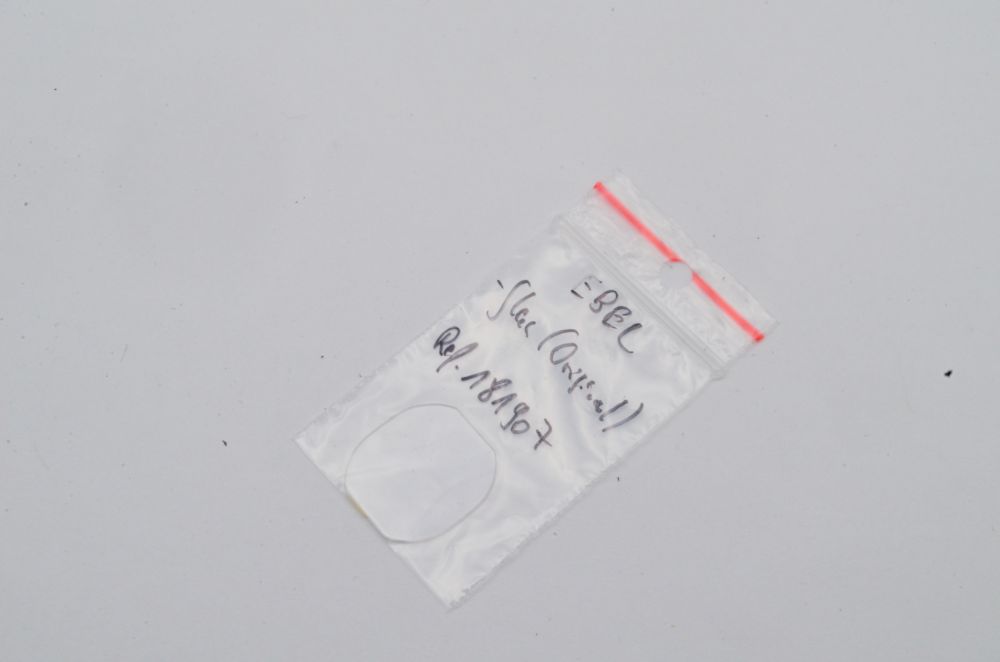 EBEL
-Glas (Original)
Ref. 181907